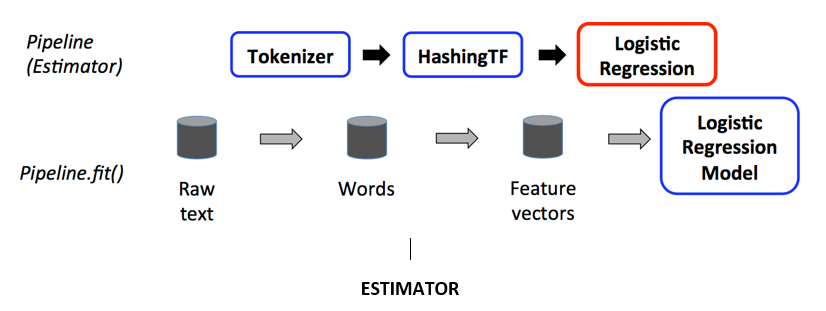 Pipeline
(Estimator)
Tokenizer
HashingTF
Logistic
Regression
Pipeline.fit()
Raw
text
Words
Feature
vectors
Logistic
Regression
Model
ESTIMATOR